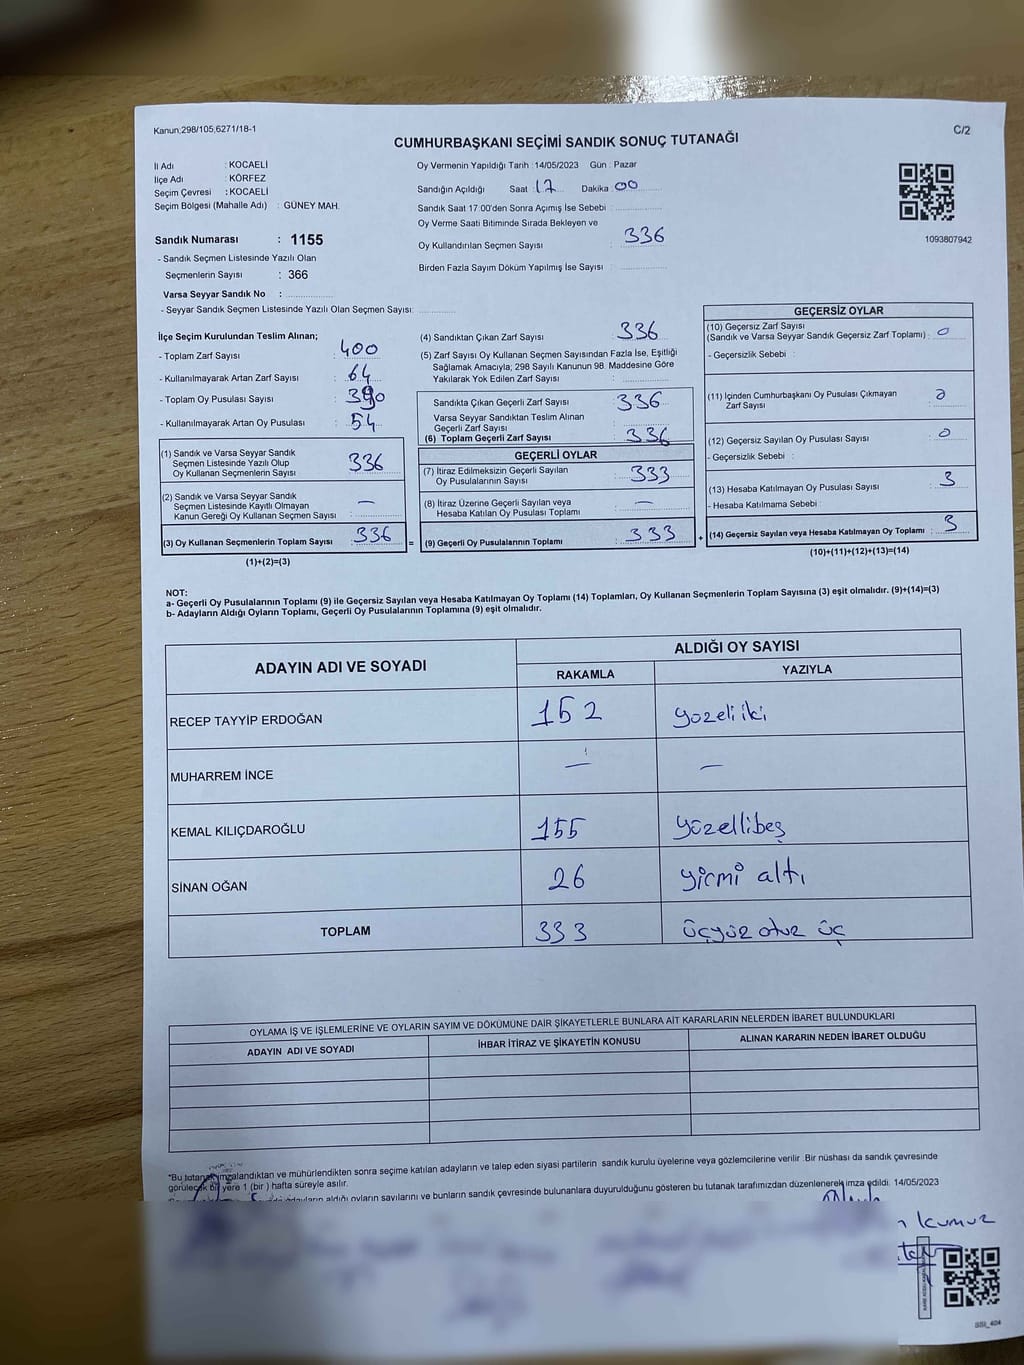 Kanun;298/105;6271/18-1
C/2
CUMHURBAŞKANI SEÇİMİ SANDIK SONUÇ TUTANAĞI
İl Adı : KOCAELİ
İlçe Adı : KÖRFEZ
Seçim Çevresi : KOCAELİ
Seçim Bölgesi (Mahalle Adı) : GÜNEY MAH.
Sandık Numarası : 1155
- Sandık Seçmen Listesinde Yazılı Olan
Seçmenlerin Sayısı : 366
Varsa Seyyar Sandık No :
- Seyyar Sandık Seçmen Listesinde Yazılı Olan Seçmen Sayısı:
Oy Vermenin Yapıldığı Tarih : 14/05/2023 Gün : Pazar
Sandığın Açıldığı Saat : 17 Dakika : 00
Sandık Saat 17:00'den Sonra Açımış İse Sebebi :
Oy Verme Saati Bitiminde Sırada Bekleyen ve
Oy Kullandırılan Seçmen Sayısı : 336
Birden Fazla Sayım Döküm Yapılmış İse Sayısı :
1093807942
İlçe Seçim Kurulundan Teslim Alınan;
- Toplam Zarf Sayısı : 400
- Kullanılmayarak Artan Zarf Sayısı : 64
- Toplam Oy Pusulası Sayısı : 390
- Kullanılmayarak Artan Oy Pusulası : 54
(1) Sandık ve Varsa Seyyar Sandık
Seçmen Listesinde Yazılı Olup
Oy Kullanan Seçmenlerin Sayısı : 336
(2) Sandık ve Varsa Seyyar Sandık
Seçmen Listesinde Kayıtlı Olmayan
Kanun Gereği Oy Kullanan Seçmen Sayısı : —
(3) Oy Kullanan Seçmenlerin Toplam Sayısı : 336 =
(1)+(2)=(3)
(4) Sandıktan Çıkan Zarf Sayısı : 336
(5) Zarf Sayısı Oy Kullanan Seçmen Sayısından Fazla İse, Eşitliği
Sağlamak Amacıyla; 298 Sayılı Kanunun 98. Maddesine Göre
Yakılarak Yok Edilen Zarf Sayısı :
Sandıkta Çıkan Geçerli Zarf Sayısı : 336
Varsa Seyyar Sandıktan Teslim Alınan
Geçerli Zarf Sayısı :
(6) Toplam Geçerli Zarf Sayısı : 336
GEÇERLİ OYLAR
(7) İtiraz Edilmeksizin Geçerli Sayılan
Oy Pusulalarının Sayısı : 333
(8) İtiraz Üzerine Geçerli Sayılan veya
Hesaba Katılan Oy Pusulası Toplamı : —
(9) Geçerli Oy Pusulalarının Toplamı : 333 +
GEÇERSİZ OYLAR
(10) Geçersiz Zarf Sayısı
(Sandık ve Varsa Seyyar Sandık Geçersiz Zarf Toplamı) : 0
- Geçersizlik Sebebi :
(11) İçinden Cumhurbaşkanı Oy Pusulası Çıkmayan
Zarf Sayısı : 0
(12) Geçersiz Sayılan Oy Pusulası Sayısı : 0
- Geçersizlik Sebebi :
(13) Hesaba Katılmayan Oy Pusulası Sayısı : 3
- Hesaba Katılmama Sebebi :
(14) Geçersiz Sayılan veya Hesaba Katılmayan Oy Toplamı : 3
(10)+(11)+(12)+(13)=(14)
NOT:
a- Geçerli Oy Pusulalarının Toplamı (9) ile Geçersiz Sayılan veya Hesaba Katılmayan Oy Toplamı (14) Toplamları, Oy Kullanan Seçmenlerin Toplam Sayısına (3) eşit olmalıdır. (9)+(14)=(3)
b- Adayların Aldığı Oyların Toplamı, Geçerli Oy Pusulalarının Toplamına (9) eşit olmalıdır.
ADAYIN ADI VE SOYADI
ALDIĞI OY SAYISI
RAKAMLA YAZIYLA
RECEP TAYYİP ERDOĞAN 152 yüzeli iki
MUHARREM İNCE — —
KEMAL KILIÇDAROĞLU 155 yüzellibeş
SİNAN OĞAN 26 yirmi altı
TOPLAM 333 üçyüz otuz üç
OYLAMA İŞ VE İŞLEMLERİNE VE OYLARIN SAYIM VE DÖKÜMÜNE DAİR ŞİKAYETLERLE BUNLARA AİT KARARLARIN NELERDEN İBARET BULUNDUKLARI
ADAYIN ADI VE SOYADI
İHBAR İTİRAZ VE ŞİKAYETİN KONUSU
ALINAN KARARIN NEDEN İBARET OLDUĞU
*Bu tutanak imzalandıktan ve mühürlendikten sonra seçime katılan adayların ve talep eden siyasi partilerin sandık kurulu üyelerine veya gözlemcilerine verilir. Bir nüshası da sandık çevresinde
görülecek bir yere 1 (bir) hafta süreyle asılır.
adayların aldığı oyların sayılarını ve bunların sandık çevresinde bulunanlara duyurulduğunu gösteren bu tutanak tarafımızdan düzenlenerek imza edildi. 14/05/2023
SSI_404